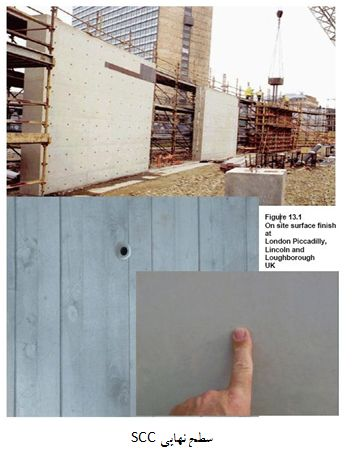 Figure 13.1
On site surface finish
at
London Piccadilly,
Lincoln and
Loughborough
UK
سطح نهایی SCC